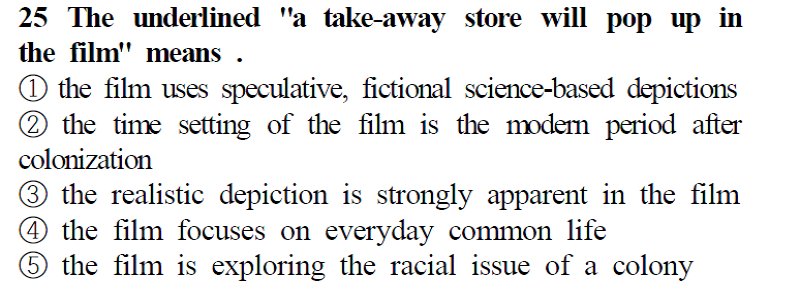 25 The underlined "a take-away store will pop up in
the film" means .
① the film uses speculative, fictional science-based depictions
② the time setting of the film is the modern period after
colonization
③ the realistic depiction is strongly apparent in the film
④ the film focuses on everyday common life
⑤ the film is exploring the racial issue of a colony